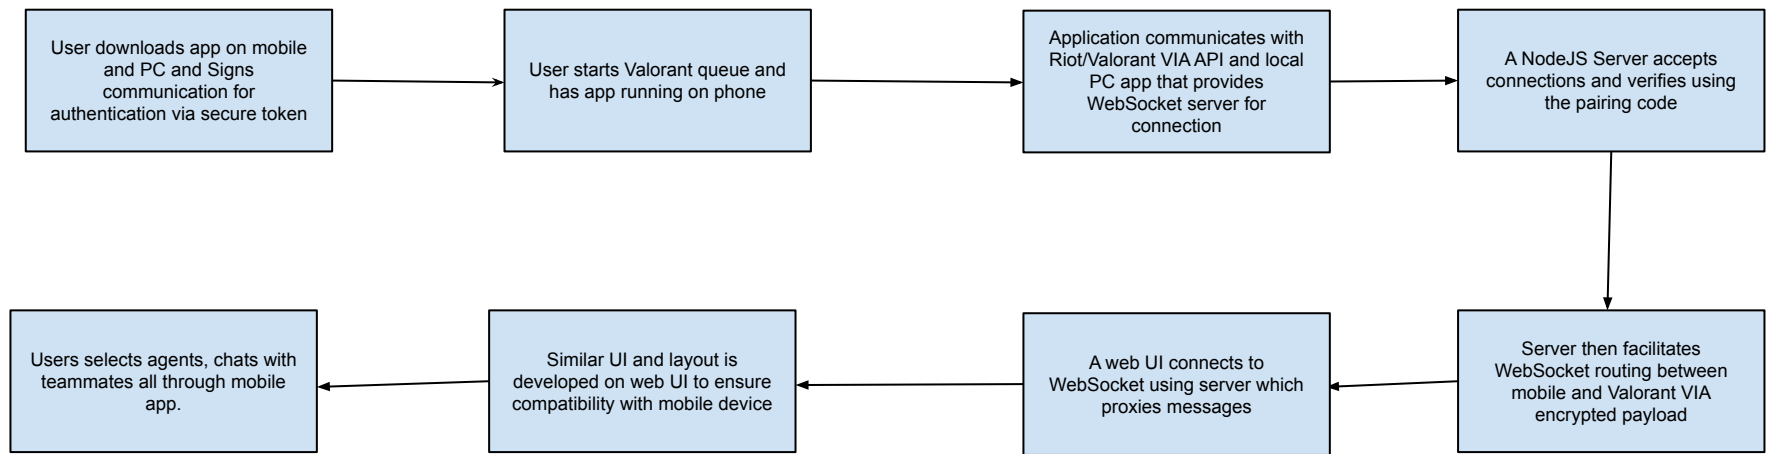 User downloads app on mobile
and PC and Signs
communication for
authentication via secure token
User starts Valorant queue and
has app running on phone
Application communicates with
Riot/Valorant VIA API and local
PC app that provides
WebSocket server for
connection
A NodeJS Server accepts
connections and verifies using
the pairing code
Server then facilitates
WebSocket routing between
mobile and Valorant VIA
encrypted payload
A web UI connects to
WebSocket using server which
proxies messages
Similar UI and layout is
developed on web UI to ensure
compatibility with mobile device
Users selects agents, chats with
teammates all through mobile
app.